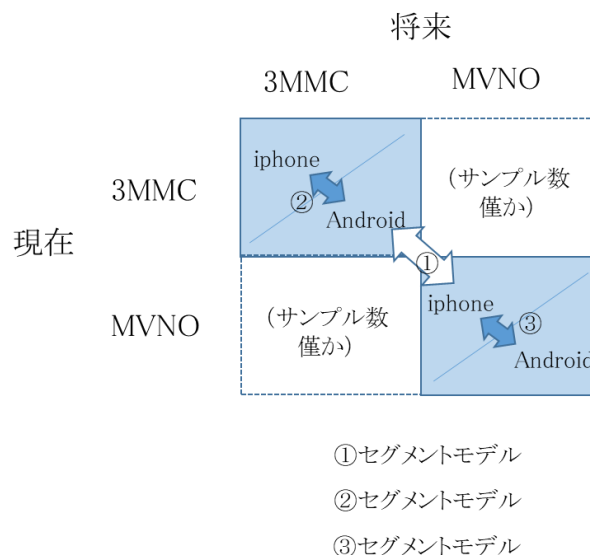 将来
3MMC
MVNO
3MMC
iphone
②
Android
(サンプル数
僅か)
現在
①
MVNO
(サンプル数
僅か)
iphone
③
Android
①セグメントモデル
②セグメントモデル
③セグメントモデル